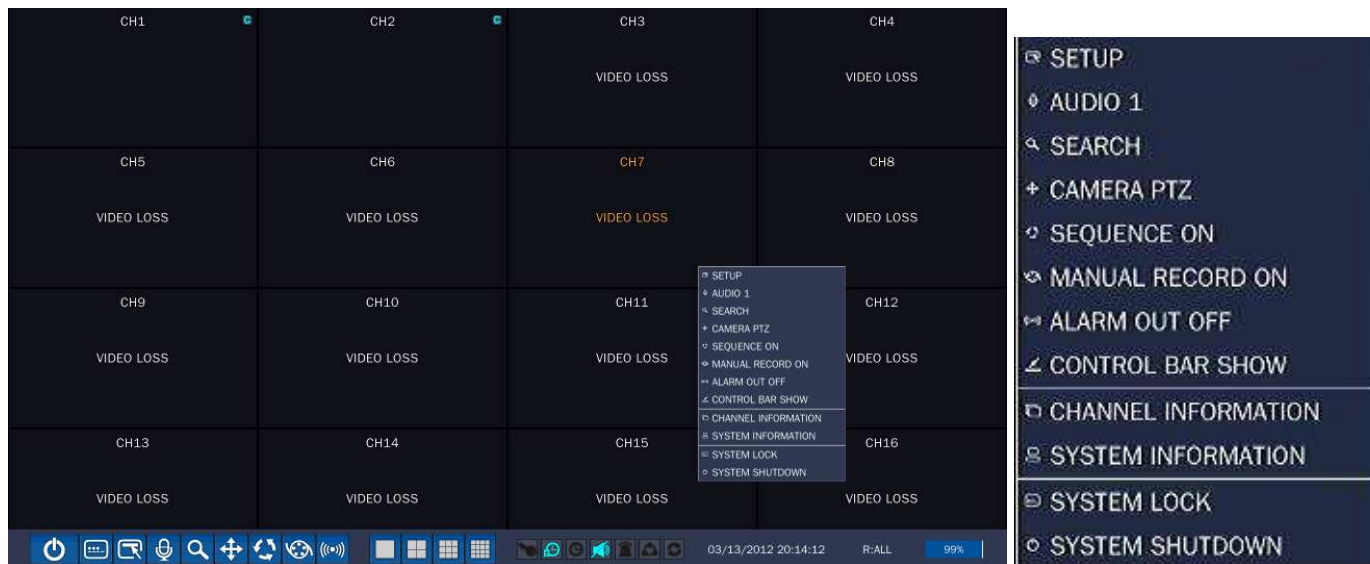 CH1 C CH2 C CH3 CH4
VIDEO LOSS VIDEO LOSS
CH5 CH6 CH7 CH8
VIDEO LOSS VIDEO LOSS VIDEO LOSS VIDEO LOSS
CH9 CH10 CH11 CH12
VIDEO LOSS VIDEO LOSS VIDEO LOSS VIDEO LOSS
CH13 CH14 CH15 CH16
VIDEO LOSS VIDEO LOSS VIDEO LOSS VIDEO LOSS
SETUP
AUDIO 1
SEARCH
CAMERA PTZ
SEQUENCE ON
MANUAL RECORD ON
ALARM OUT OFF
CONTROL BAR SHOW
CHANNEL INFORMATION
SYSTEM INFORMATION
SYSTEM LOCK
SYSTEM SHUTDOWN
03/13/2012 20:14:12 R:ALL 99%
SETUP
AUDIO 1
SEARCH
CAMERA PTZ
SEQUENCE ON
MANUAL RECORD ON
ALARM OUT OFF
CONTROL BAR SHOW
CHANNEL INFORMATION
SYSTEM INFORMATION
SYSTEM LOCK
SYSTEM SHUTDOWN